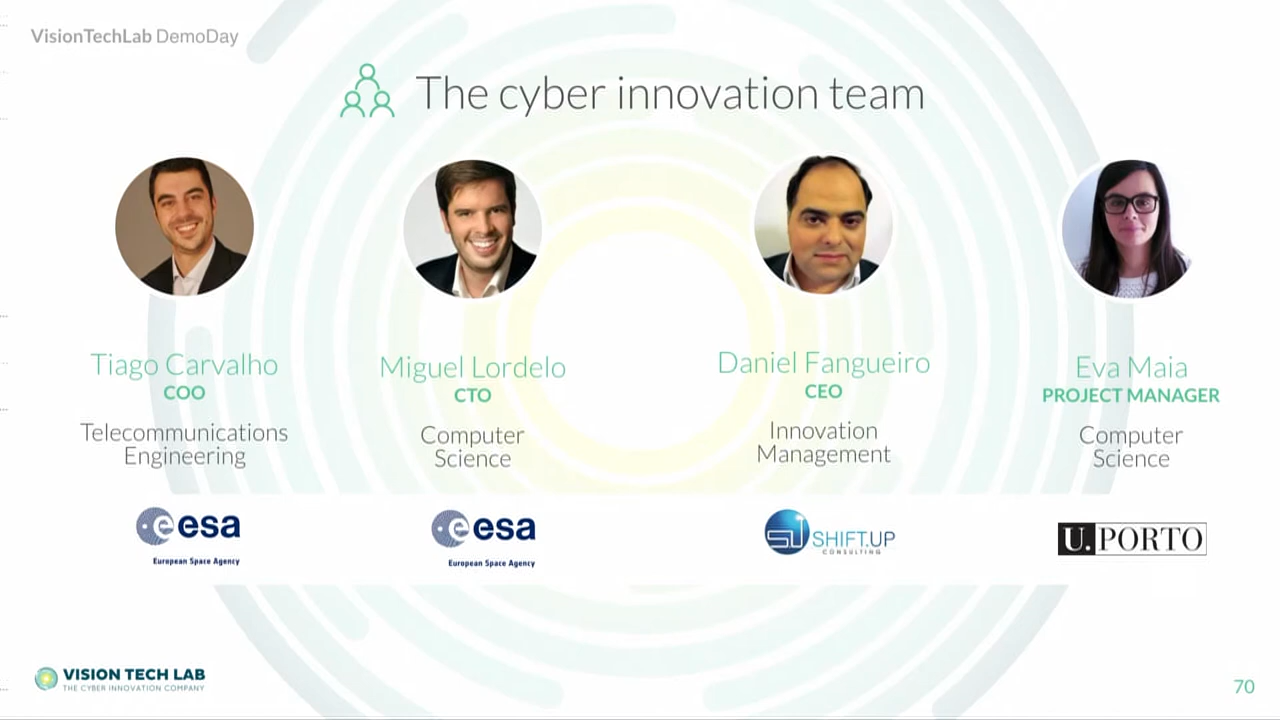 VisionTechLab DemoDay
The cyber innovation team
Tiago Carvalho
COO
Telecommunications
Engineering
esa
European Space Agency
Miguel Lordelo
CTO
Computer
Science
esa
European Space Agency
Daniel Fangueiro
CEO
Innovation
Management
SHIFT.UP
CONSULTING
Eva Maia
PROJECT MANAGER
Computer
Science
U. PORTO
VISION TECH LAB
THE CYBER INNOVATION COMPANY
70